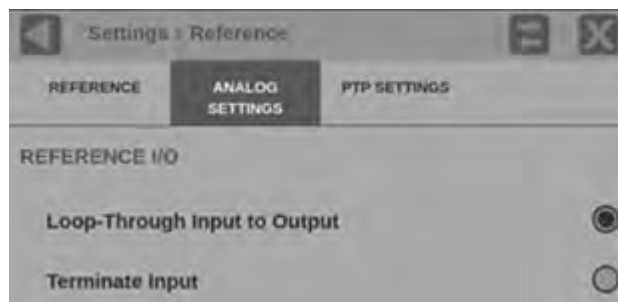 Settings : Reference
REFERENCE
ANALOG
SETTINGS
PTP SETTINGS
REFERENCE I/O
Loop-Through Input to Output
Terminate Input